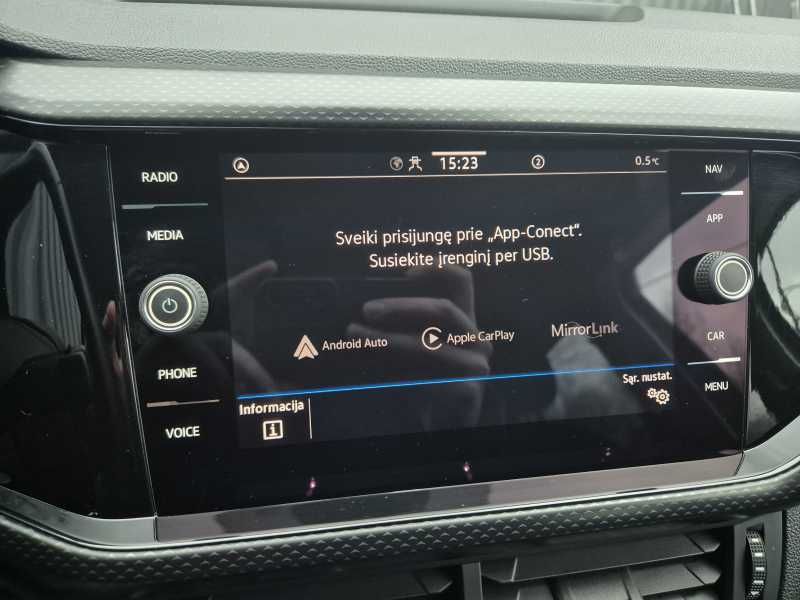 RADIO
MEDIA
PHONE
VOICE
15:23
2
0.5°C
Sveiki prisijungę prie „App-Conect“.
Susiekite įrenginį per USB.
Android Auto
Apple CarPlay
MirrorLink
Informacija
i
Sąr. nustat.
NAV
APP
CAR
MENU